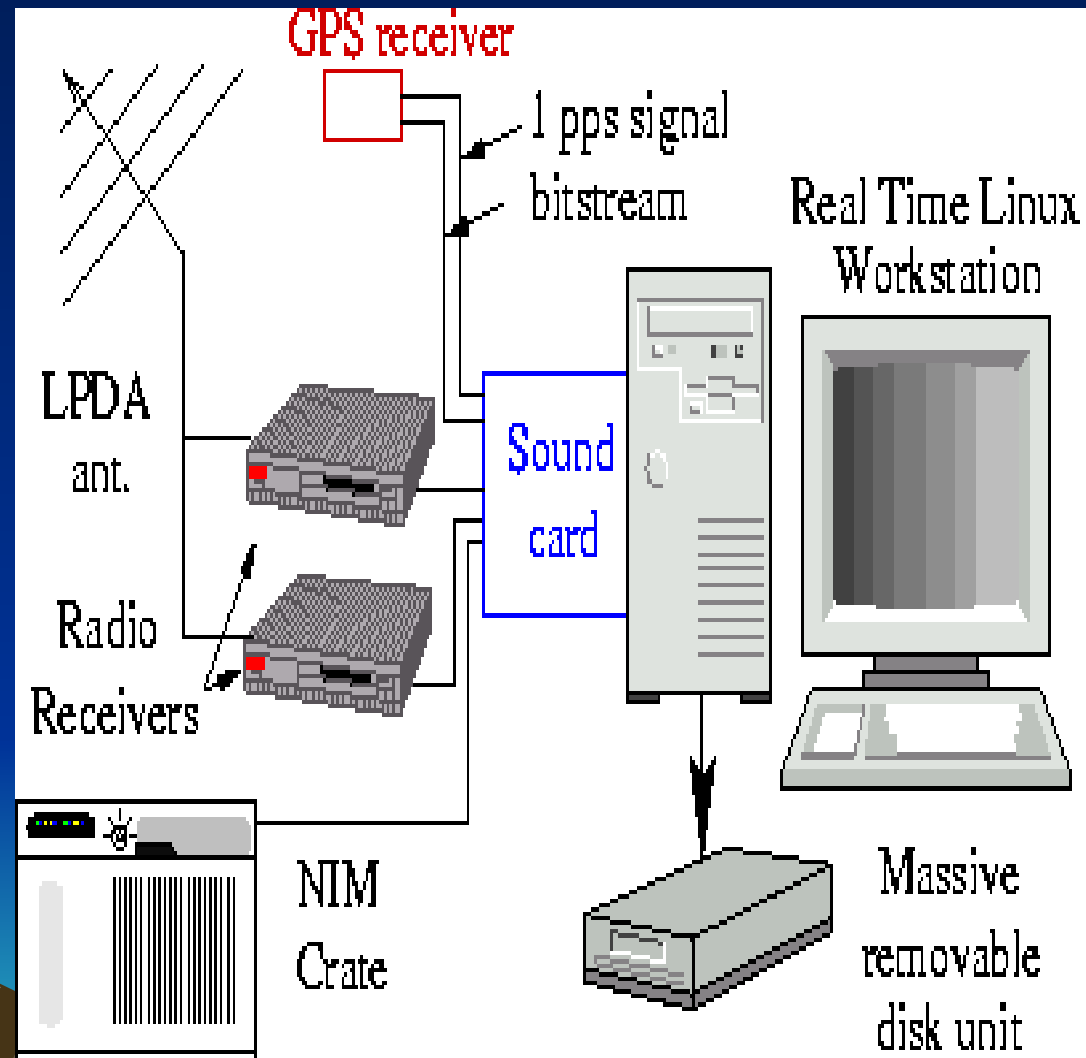 GPS receiver
1 pps signal
bitstream
Real Time Linux
Workstation
LPDA
ant.
Sound
card
Radio
Receivers
NIM
Crate
Massive
removable
disk unit